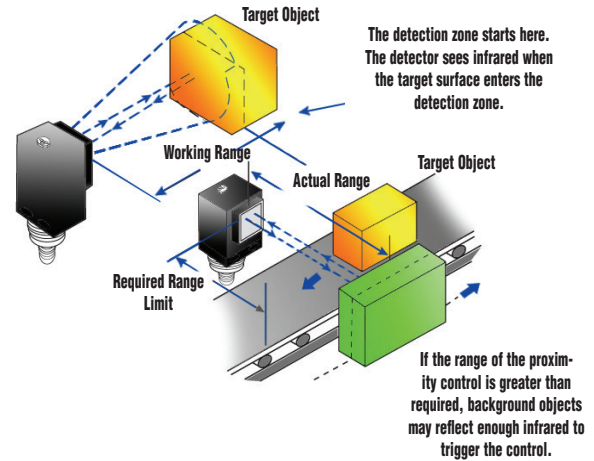 Target Object
The detection zone starts here.
The detector sees infrared when
the target surface enters the
detection zone.
Working Range
Target Object
Actual Range
Required Range
Limit
If the range of the proxim-
ity control is greater than
required, background objects
may reflect enough infrared to
trigger the control.